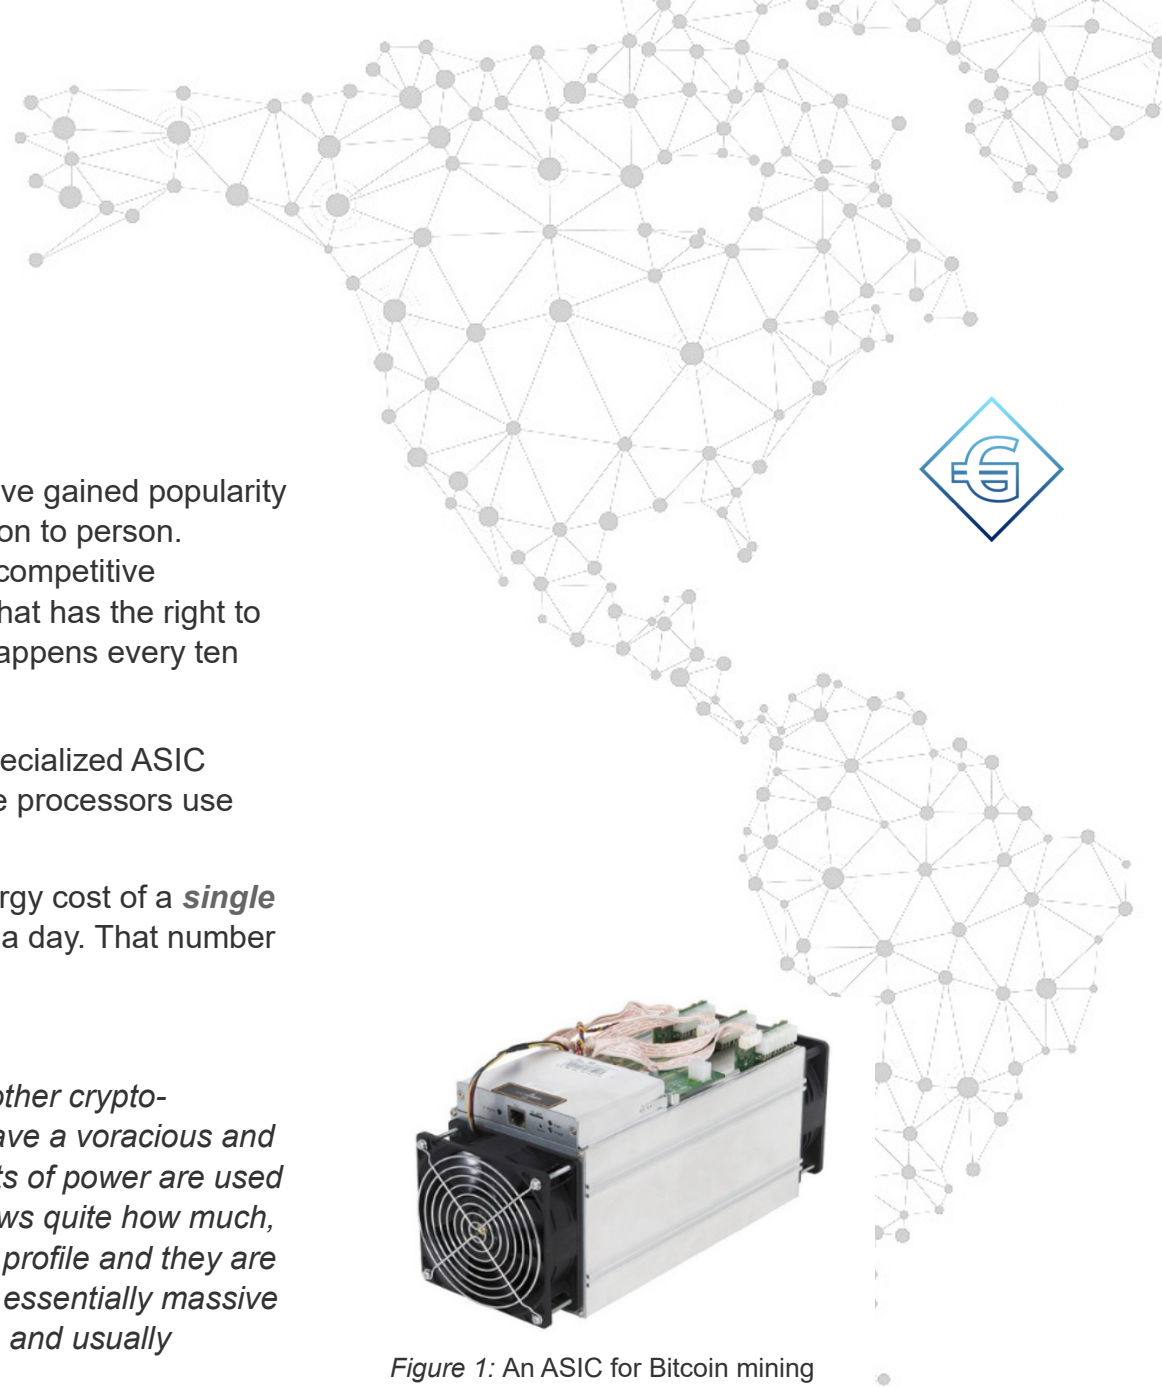 ve gained popularity
on to person.
competitive
hat has the right to
appens every ten
ecialized ASIC
e processors use
rgy cost of a single
a day. That number
other crypto-
ave a voracious and
ts of power are used
ws quite how much,
profile and they are
essentially massive
and usually
Figure 1: An ASIC for Bitcoin mining